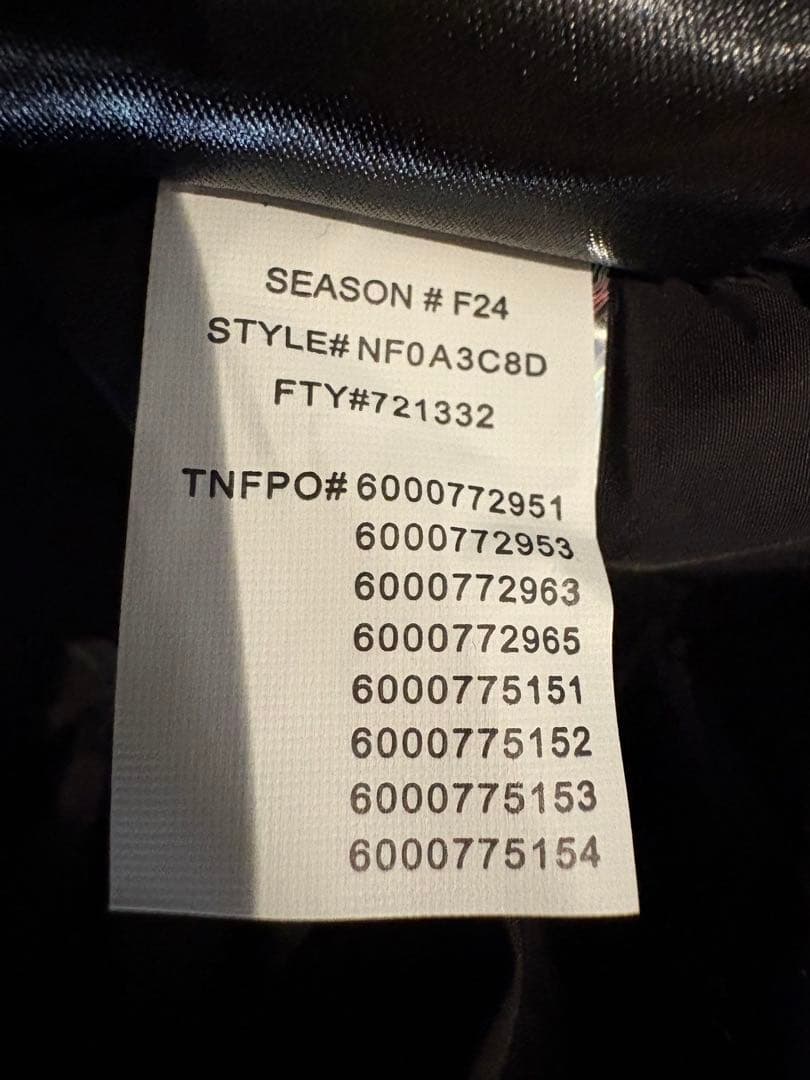 SEASON # F24
STYLE# NF0A3C8D
FTY#721332
TNFPO# 6000772951
6000772953
6000772963
6000772965
6000775151
6000775152
6000775153
6000775154